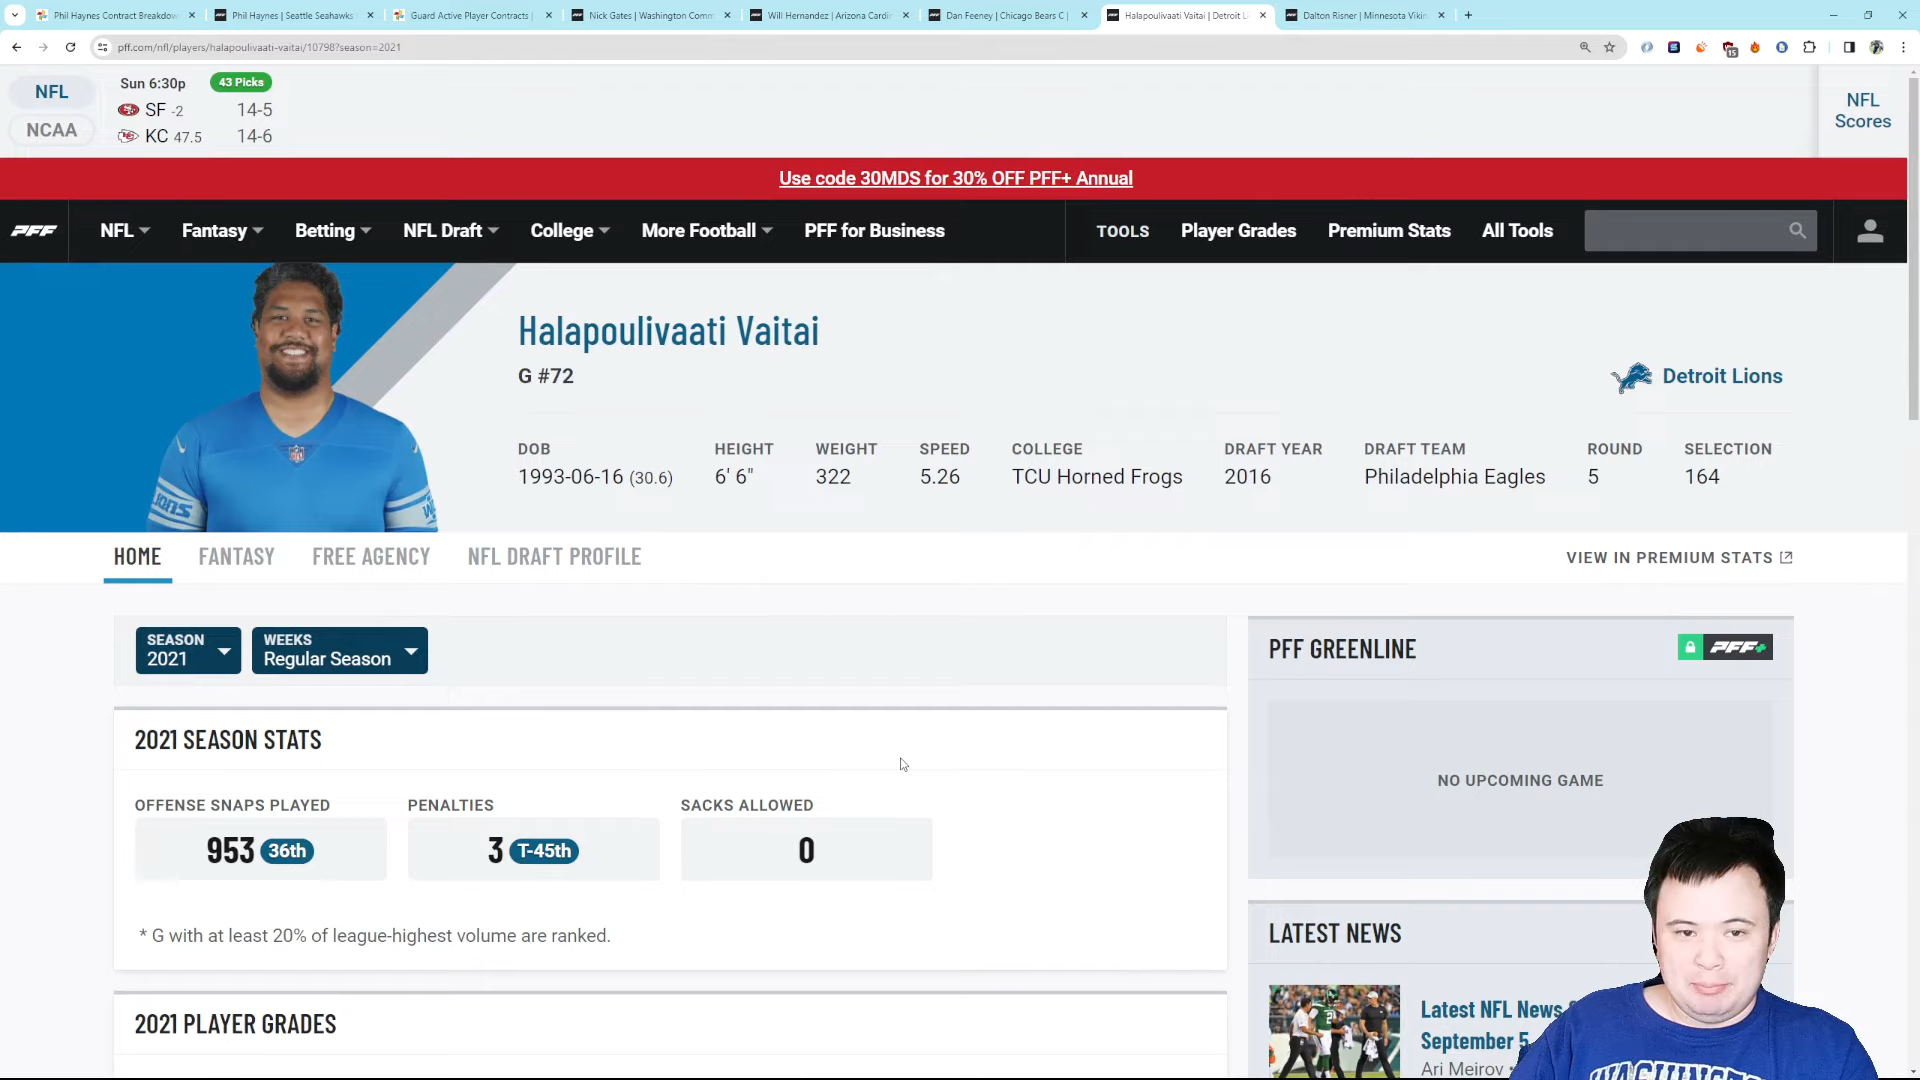 Phil Haynes Contract Breakdow
Phil Haynes | Seattle Seahawks
Guard Active Player Contracts |
Nick Gates | Washington Comm
Will Hernandez | Arizona Cardin
Dan Feeney | Chicago Bears C |
Halapoulivaati Vaitai | Detroit Li
Dalton Risner | Minnesota Vikin
pff.com/nfl/players/halapoulivaati-vaitai/10798?season=2021
15
NFL
NCAA
Sun 6:30p
43 Picks
SF -2 14-5
KC 47.5 14-6
NFL
Scores
Use code 30MDS for 30% OFF PFF+ Annual
PFF
NFL
Fantasy
Betting
NFL Draft
College
More Football
PFF for Business
TOOLS
Player Grades
Premium Stats
All Tools
Halapoulivaati Vaitai
G #72
Detroit Lions
DOB
1993-06-16 (30.6)
HEIGHT
6' 6"
WEIGHT
322
SPEED
5.26
COLLEGE
TCU Horned Frogs
DRAFT YEAR
2016
DRAFT TEAM
Philadelphia Eagles
ROUND
5
SELECTION
164
HOME
FANTASY
FREE AGENCY
NFL DRAFT PROFILE
VIEW IN PREMIUM STATS
SEASON
2021
WEEKS
Regular Season
2021 SEASON STATS
OFFENSE SNAPS PLAYED
953 36th
PENALTIES
3 T-45th
SACKS ALLOWED
0
* G with at least 20% of league-highest volume are ranked.
2021 PLAYER GRADES
PFF GREENLINE
PFF+
NO UPCOMING GAME
LATEST NEWS
Latest NFL News
September 5
Ari Meirov
WASHINGTON